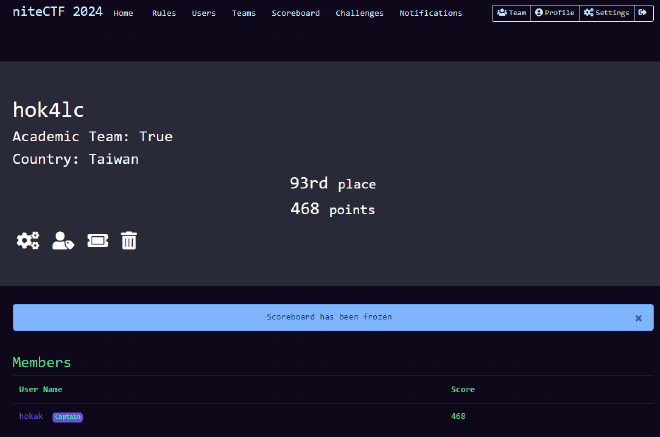 niteCTF 2024 Home Rules Users Teams Scoreboard Challenges Notifications Team Profile Settings
hok4lc
Academic Team: True
Country: Taiwan
93rd place
468 points
Scoreboard has been frozen ×
Members
User Name Score
hokak Captain 468